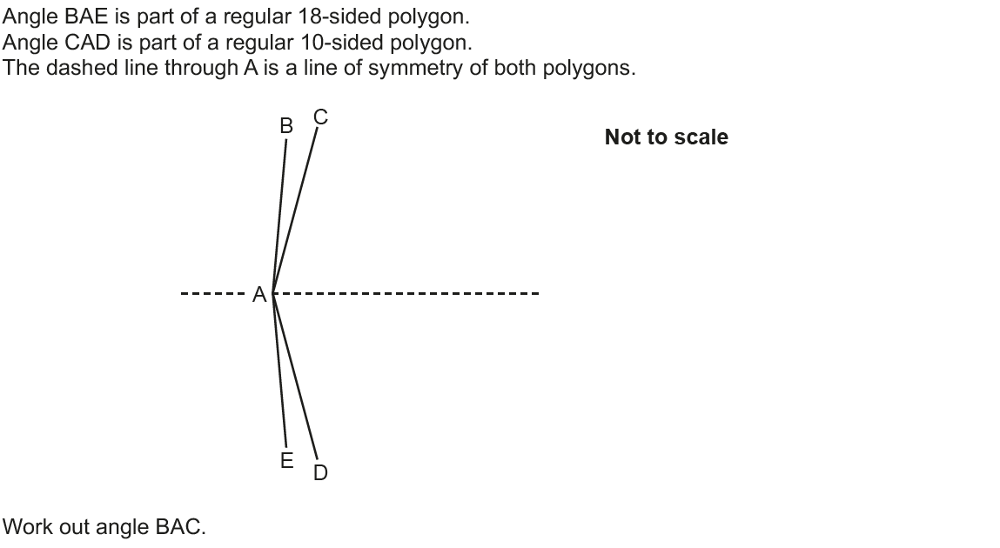 Angle BAE is part of a regular 18-sided polygon.
Angle CAD is part of a regular 10-sided polygon.
The dashed line through A is a line of symmetry of both polygons.
B C
Not to scale
A
E
D
Work out angle BAC.